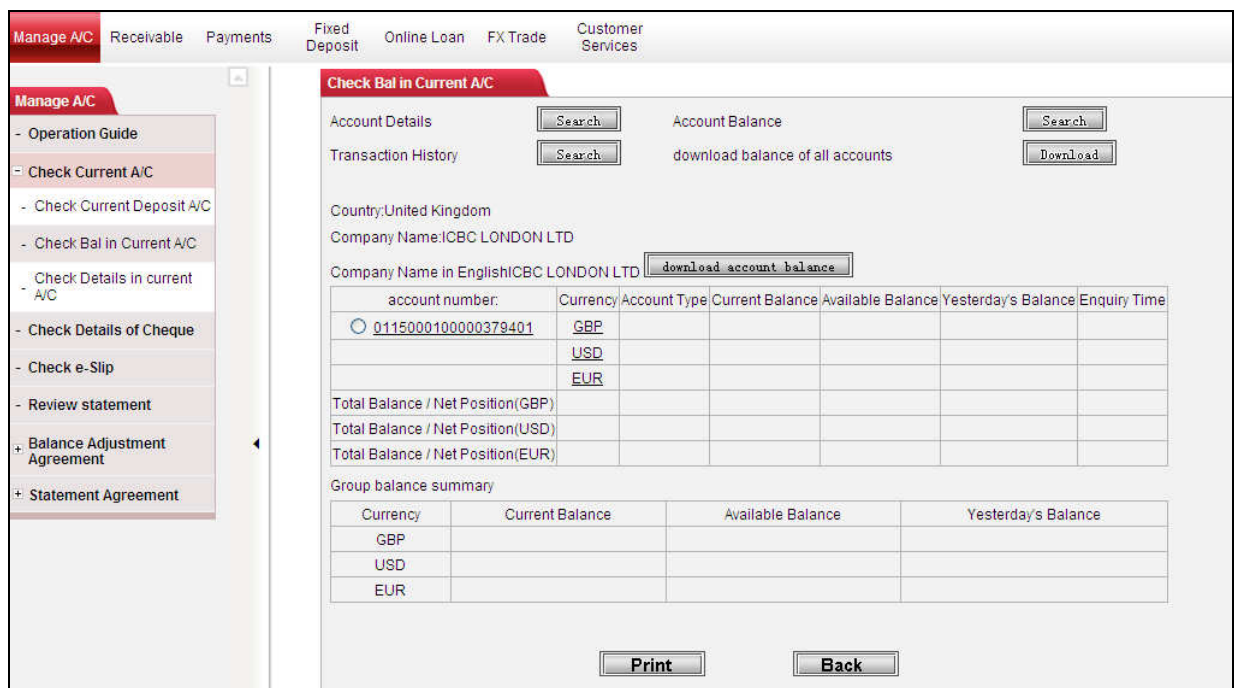 Manage A/C Receivable Payments Fixed Deposit Online Loan FX Trade Customer Services
Manage A/C
- Operation Guide
- Check Current A/C
- Check Current Deposit A/C
- Check Bal in Current A/C
- Check Details in current
A/C
- Check Details of Cheque
- Check e-Slip
- Review statement
+ Balance Adjustment
Agreement
+ Statement Agreement
Check Bal in Current A/C
Account Details Search Account Balance Search
Transaction History Search download balance of all accounts Download
Country:United Kingdom
Company Name:ICBC LONDON LTD
Company Name in EnglishICBC LONDON LTD download account balance
account number: Currency Account Type Current Balance Available Balance Yesterday's Balance Enquiry Time
0115000100000379401 GBP
USD
EUR
Total Balance / Net Position(GBP)
Total Balance / Net Position(USD)
Total Balance / Net Position(EUR)
Group balance summary
Currency Current Balance Available Balance Yesterday's Balance
GBP
USD
EUR
Print Back